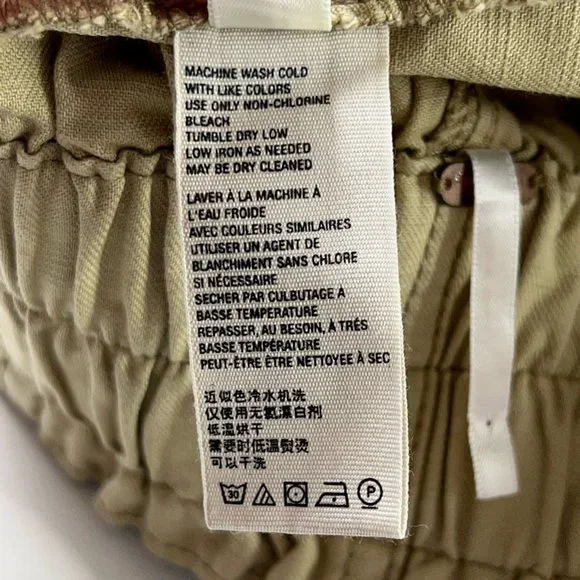 MACHINE WASH COLD
WITH LIKE COLORS
USE ONLY NON-CHLORINE
BLEACH
TUMBLE DRY LOW
LOW IRON AS NEEDED
MAY BE DRY CLEANED
LAVER À LA MACHINE À
L'EAU FROIDE
AVEC COULEURS SIMILAIRES
UTILISER UN AGENT DE
BLANCHIMENT SANS CHLORE
SI NÉCESSAIRE
SECHER PAR CULBUTAGE À
BASSE TEMPÉRATURE
REPASSER, AU BESOIN, À TRÉS
BASSE TEMPÉRATURE
PEUT-ÊTRE ÊTRE NETTOYEE À SEC
近似色冷水机洗
仅使用无氯漂白剂
低温烘干
需要时低温熨烫
可以干洗
30 P